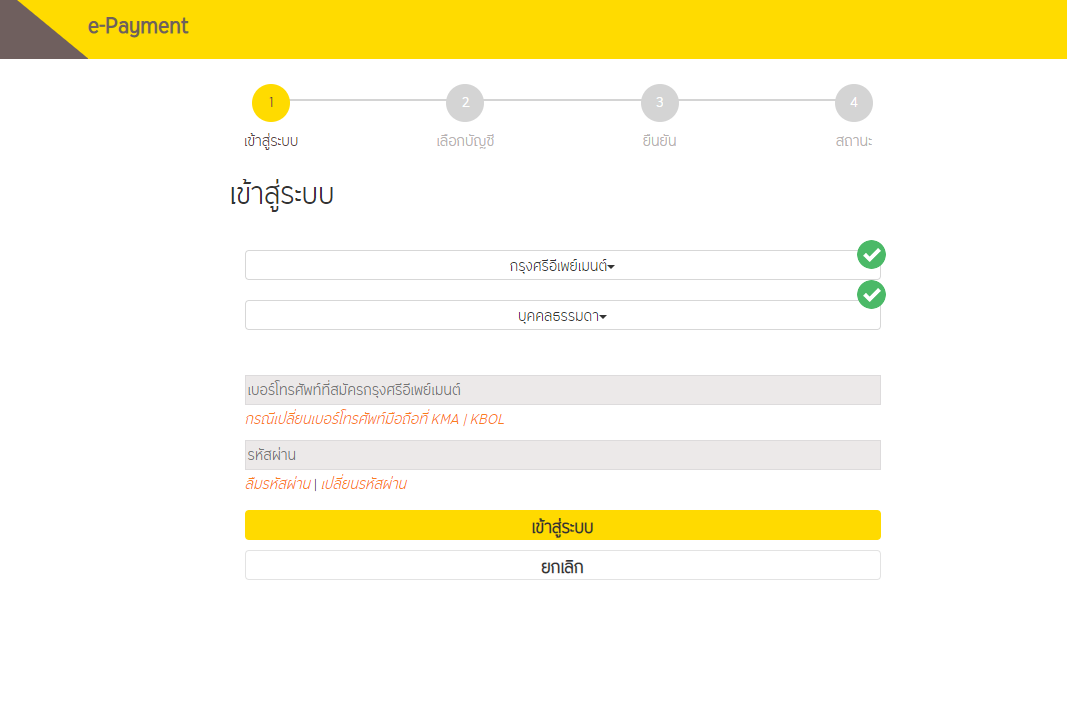 e-Payment
1 2 3 4
เข้าสู่ระบบ เลือกบัญชี ยืนยัน สถานะ
เข้าสู่ระบบ
กรุงศรีอีเพย์เมนต์
บุคคลธรรมดา
เบอร์โทรศัพท์ที่สมัครกรุงศรีอีเพย์เมนต์
กรณีเปลี่ยนเบอร์โทรศัพท์มือถือที่ KMA | KBOL
รหัสผ่าน
ลืมรหัสผ่าน | เปลี่ยนรหัสผ่าน
เข้าสู่ระบบ
ยกเลิก